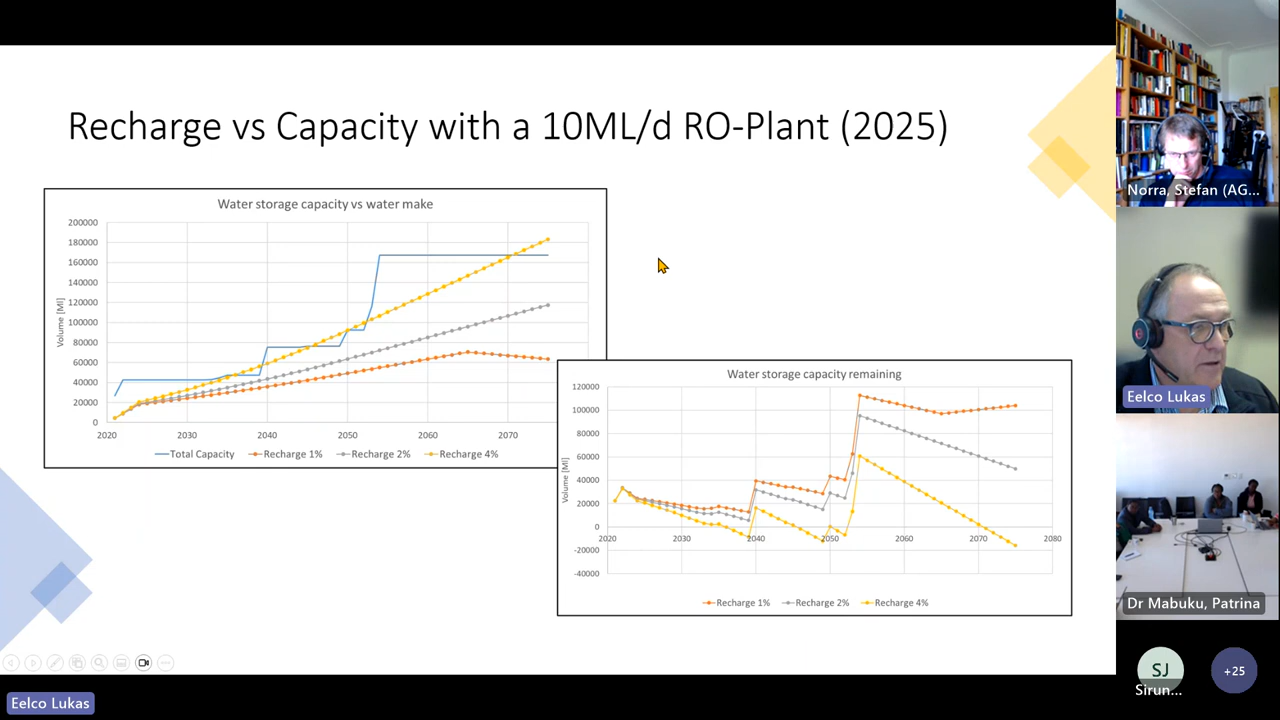 Recharge vs Capacity with a 10ML/d RO-Plant (2025)
Water storage capacity vs water make
200000
180000
160000
140000
120000
100000
80000
60000
40000
20000
0
Volume [Ml]
2020 2030 2040 2050 2060 2070
Total Capacity Recharge 1% Recharge 2% Recharge 4%
Water storage capacity remaining
120000
100000
80000
60000
40000
20000
0
-20000
-40000
Volume [Ml]
2020 2030 2040 2050 2060 2070 2080
Recharge 1% Recharge 2% Recharge 4%
Eelco Lukas
Norra, Stefan (AG...
Eelco Lukas
Dr Mabuku, Patrina
SJ
Sirun...
+25